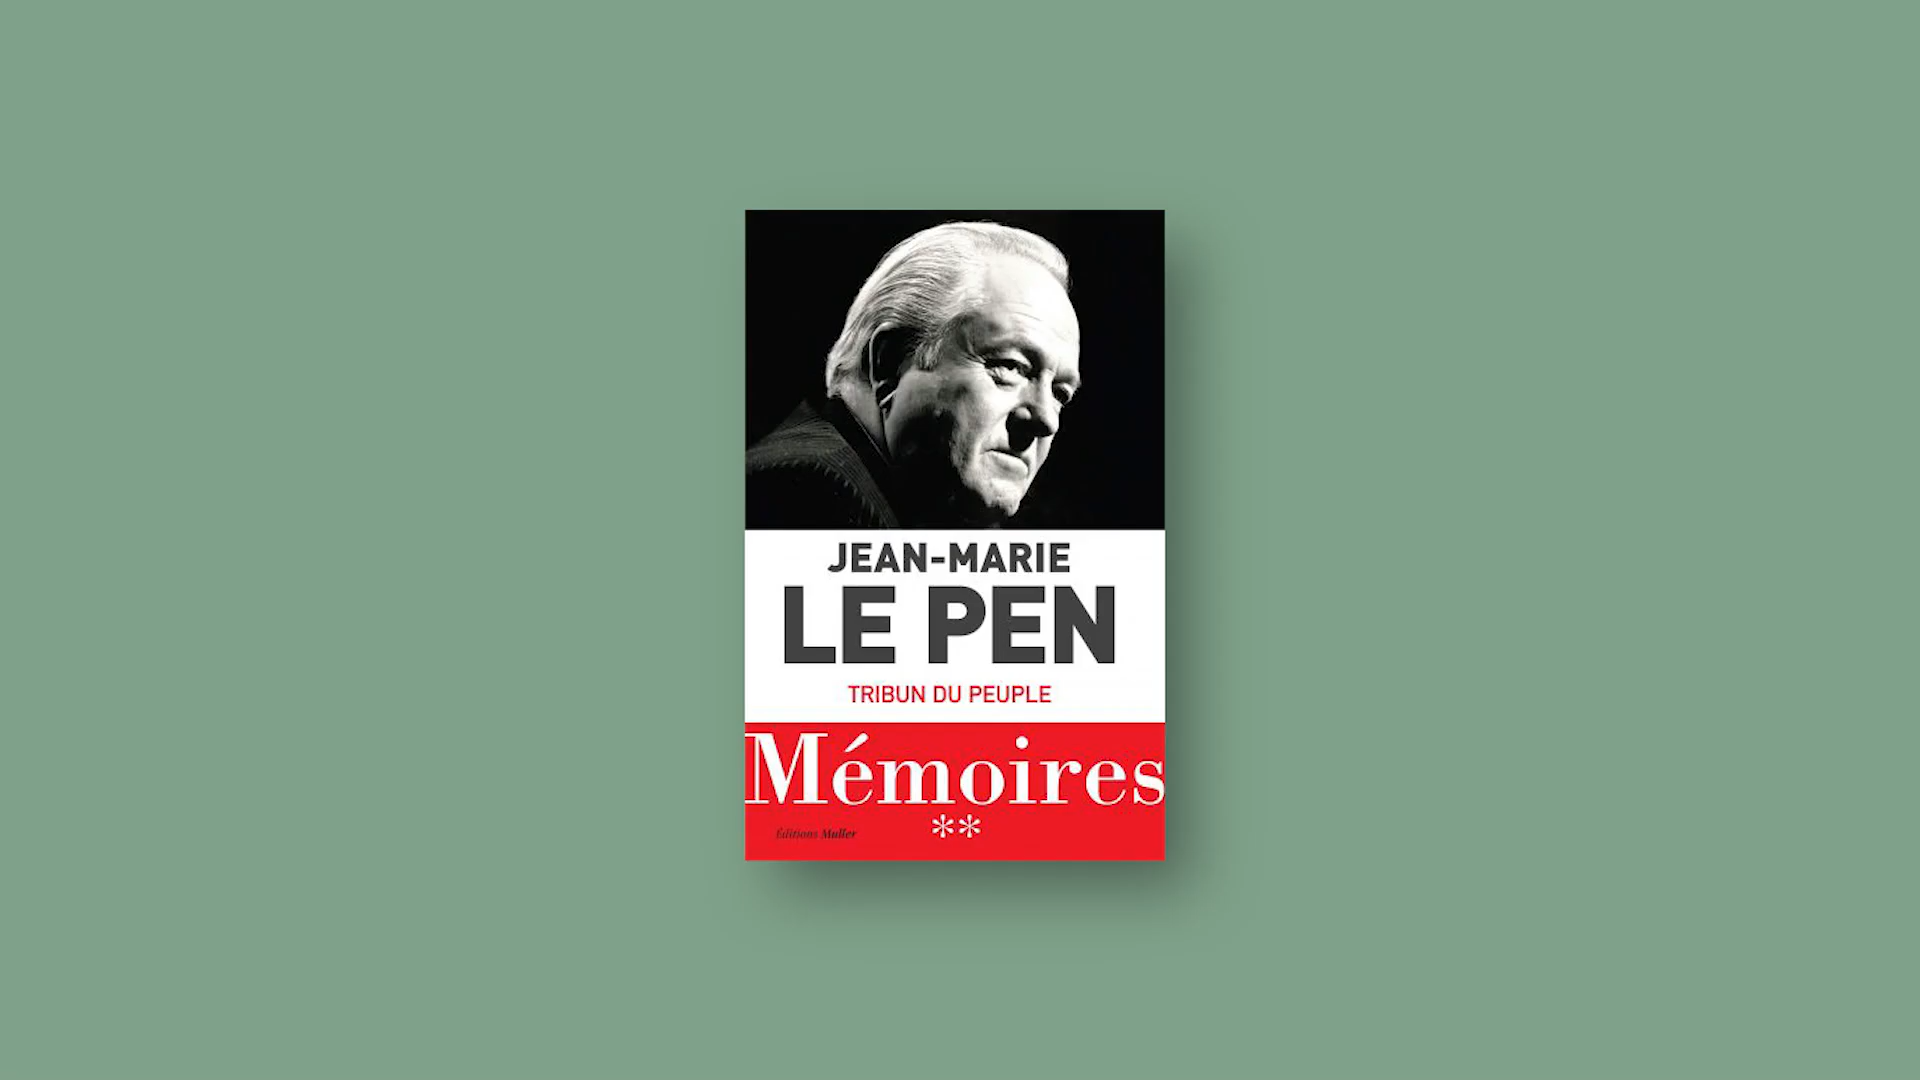 JEAN-MARIE
LE PEN
TRIBUN DU PEUPLE
Mémoires
**
Éditions Muller